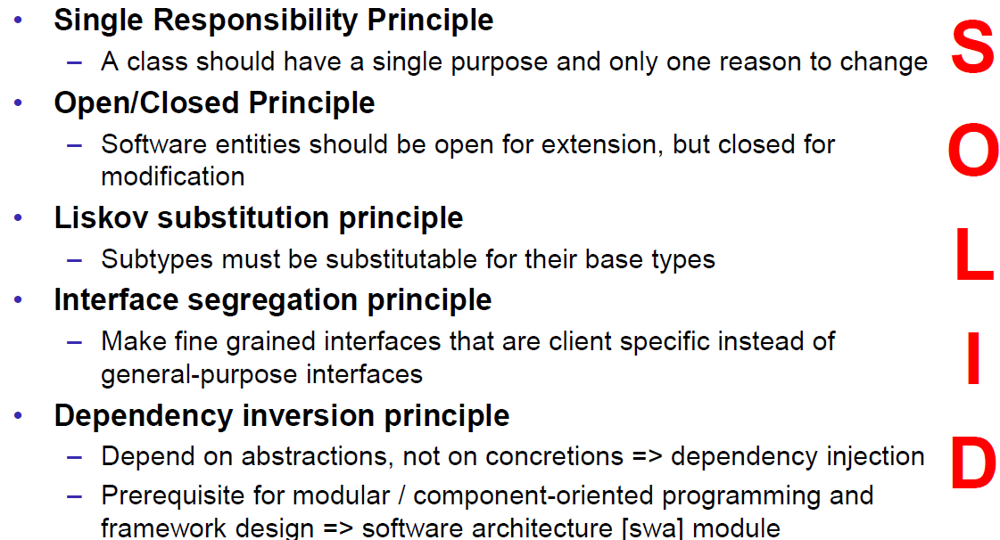 • Single Responsibility Principle
– A class should have a single purpose and only one reason to change
• Open/Closed Principle
– Software entities should be open for extension, but closed for
modification
• Liskov substitution principle
– Subtypes must be substitutable for their base types
• Interface segregation principle
– Make fine grained interfaces that are client specific instead of
general-purpose interfaces
• Dependency inversion principle
– Depend on abstractions, not on concretions => dependency injection
– Prerequisite for modular / component-oriented programming and
framework design => software architecture [swa] module
S
O
L
I
D